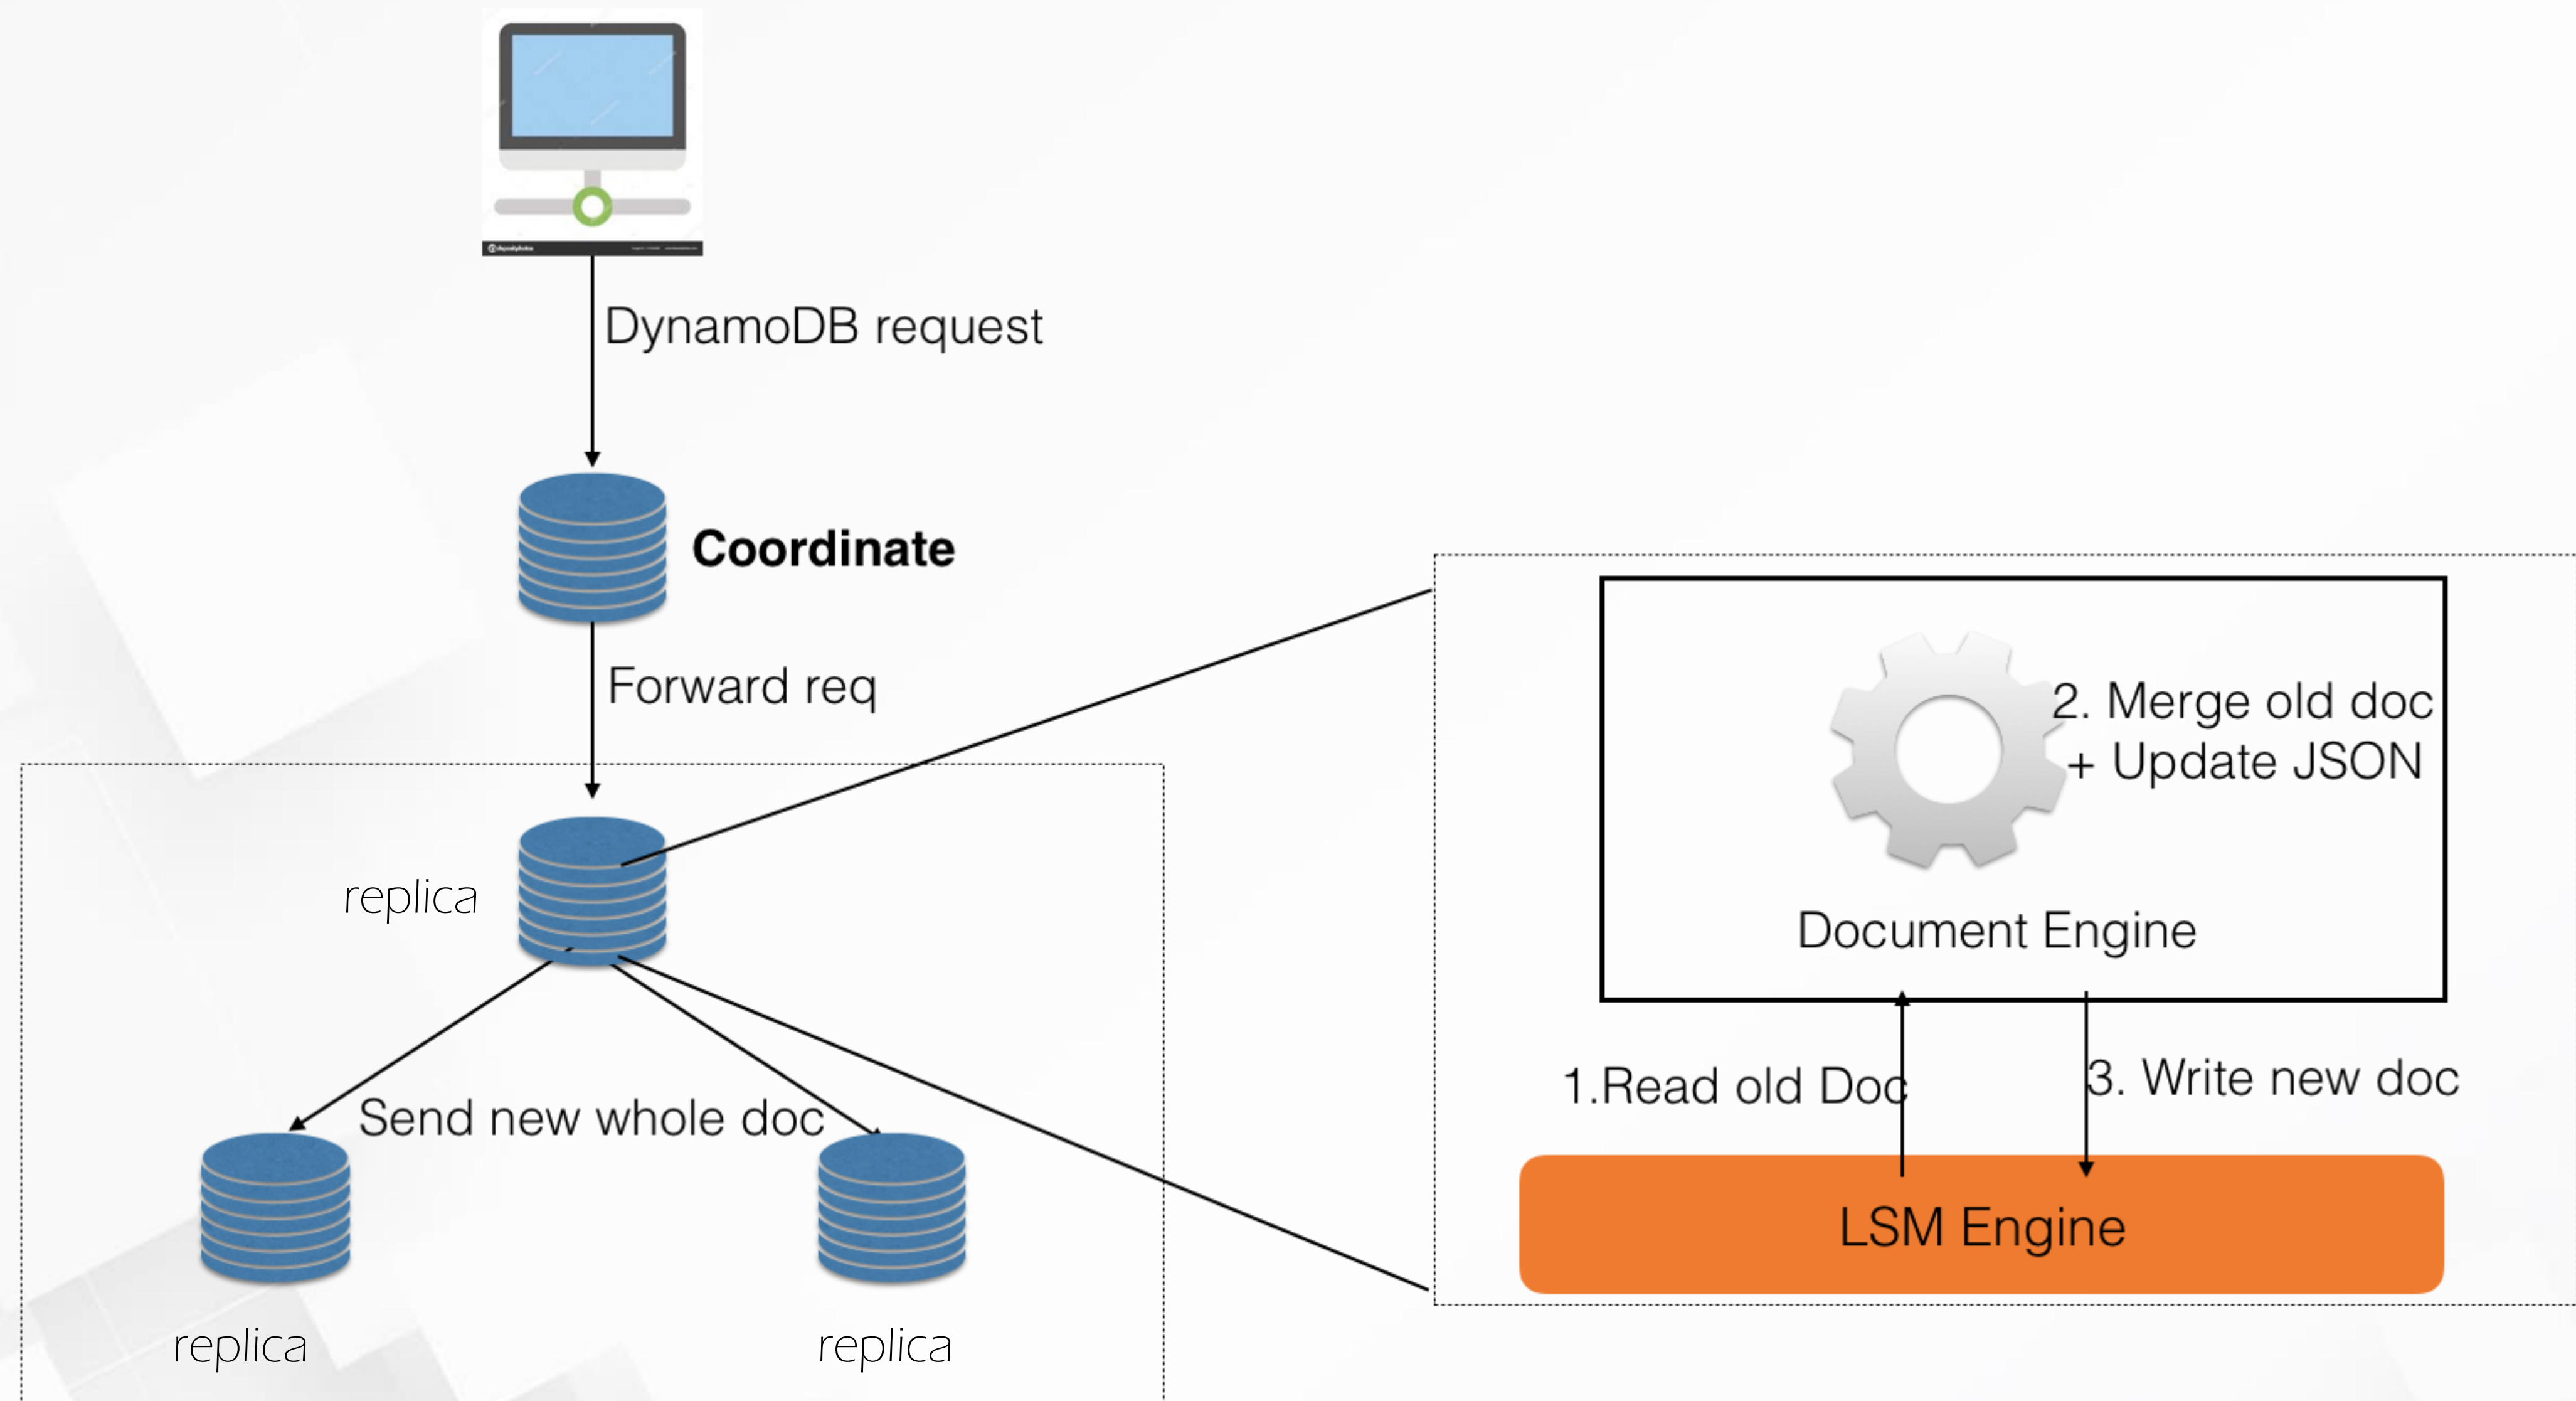 DynamoDB request
Coordinate
Forward req
replica
Send new whole doc
replica
replica
2. Merge old doc
+ Update JSON
Document Engine
1.Read old Doc
3. Write new doc
LSM Engine